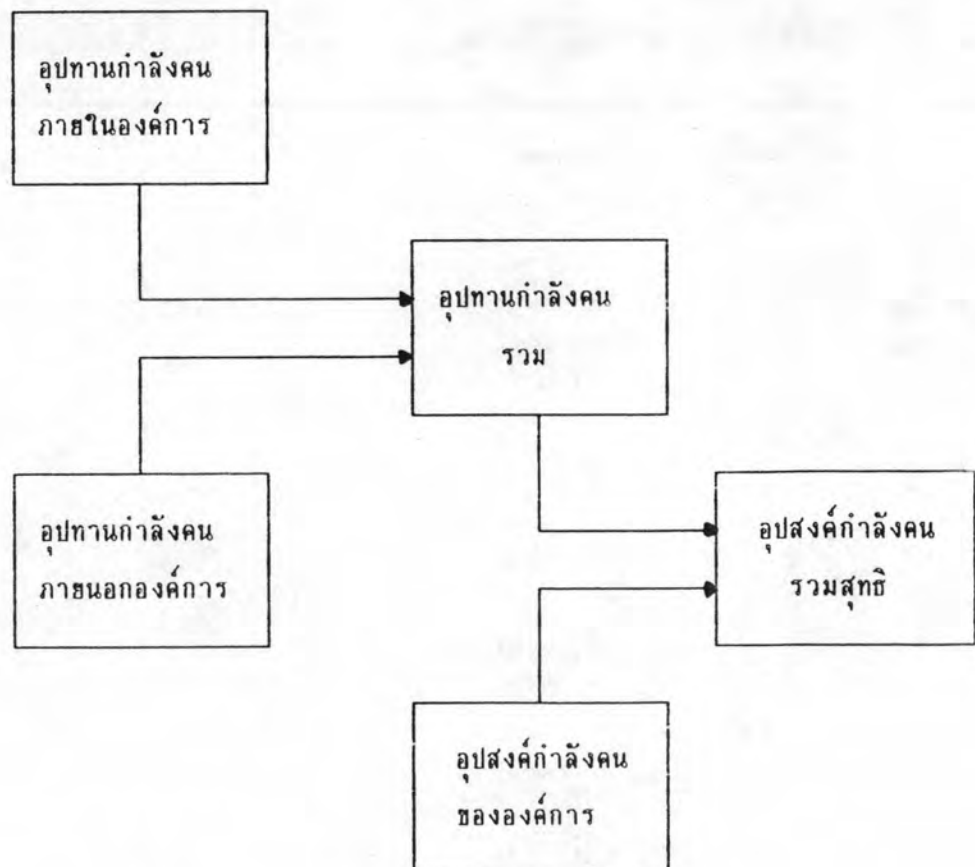 อุปทานกำลังคน
ภายในองค์การ
อุปทานกำลังคน
รวม
อุปทานกำลังคน
ภายนอกองค์การ
อุปสงค์กำลังคน
รวมสุทธิ
อุปสงค์กำลังคน
ขององค์การ